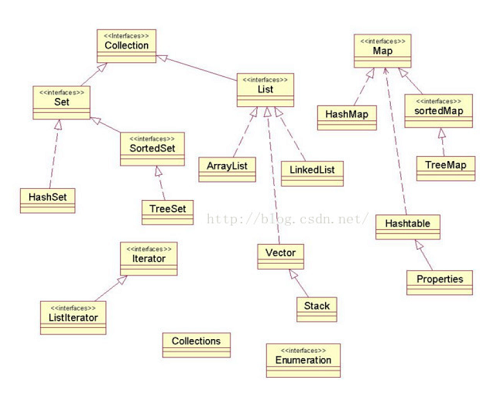 <<Interfaces>>
Collection
<<interfaces>>
Map
<<interfaces>>
Set
<<interfaces>>
List
HashMap
<<interfaces>>
sortedMap
<<interfaces>>
SortedSet
ArrayList
LinkedList
TreeMap
HashSet
TreeSet
http://blog.csdn.net/
Hashtable
<<interfaces>>
Iterator
Vector
Properties
<<interfaces>>
ListIterator
Stack
Collections
<<interfaces>>
Enumeration